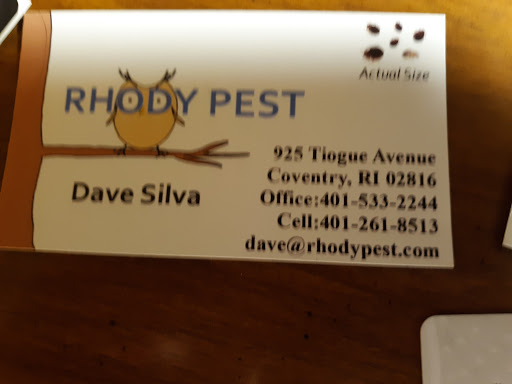 Actual Size
RHODY PEST
Dave Silva
925 Tiogue Avenue
Coventry, RI 02816
Office:401-533-2244
Cell:401-261-8513
dave@rhodypest.com